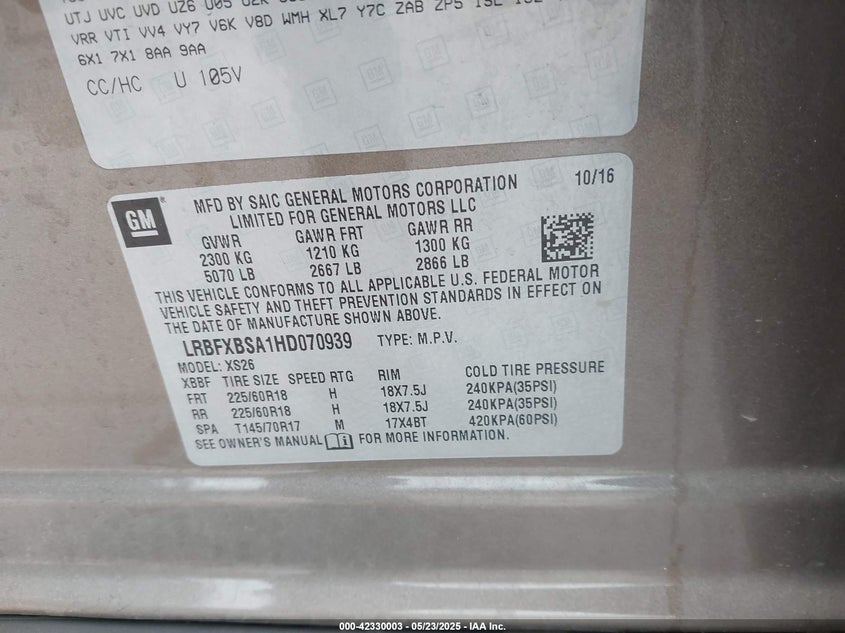 UTJ UVC UVD UZ6 U05
VRR VTI VV4 VY7 V6K V8D WMH XL7 Y7C ZAB ZP5
6X1 7X1 8AA 9AA
CC/HC U 105V
GM
MFD BY SAIC GENERAL MOTORS CORPORATION 10/16
LIMITED FOR GENERAL MOTORS LLC
GVWR GAWR FRT GAWR RR
2300 KG 1210 KG 1300 KG
5070 LB 2667 LB 2866 LB
THIS VEHICLE CONFORMS TO ALL APPLICABLE U.S. FEDERAL MOTOR
VEHICLE SAFETY AND THEFT PREVENTION STANDARDS IN EFFECT ON
THE DATE OF MANUFACTURE SHOWN ABOVE.
LRBFXBSA1HD070939 TYPE: M.P.V.
MODEL: XS26
XBBF TIRE SIZE SPEED RTG RIM COLD TIRE PRESSURE
FRT 225/60R18 H 18X7.5J 240KPA(35PSI)
RR 225/60R18 H 18X7.5J 240KPA(35PSI)
SPA T145/70R17 M 17X4BT 420KPA(60PSI)
SEE OWNER'S MANUAL FOR MORE INFORMATION.
000-42330003 - 05/23/2025 - IAA Inc.